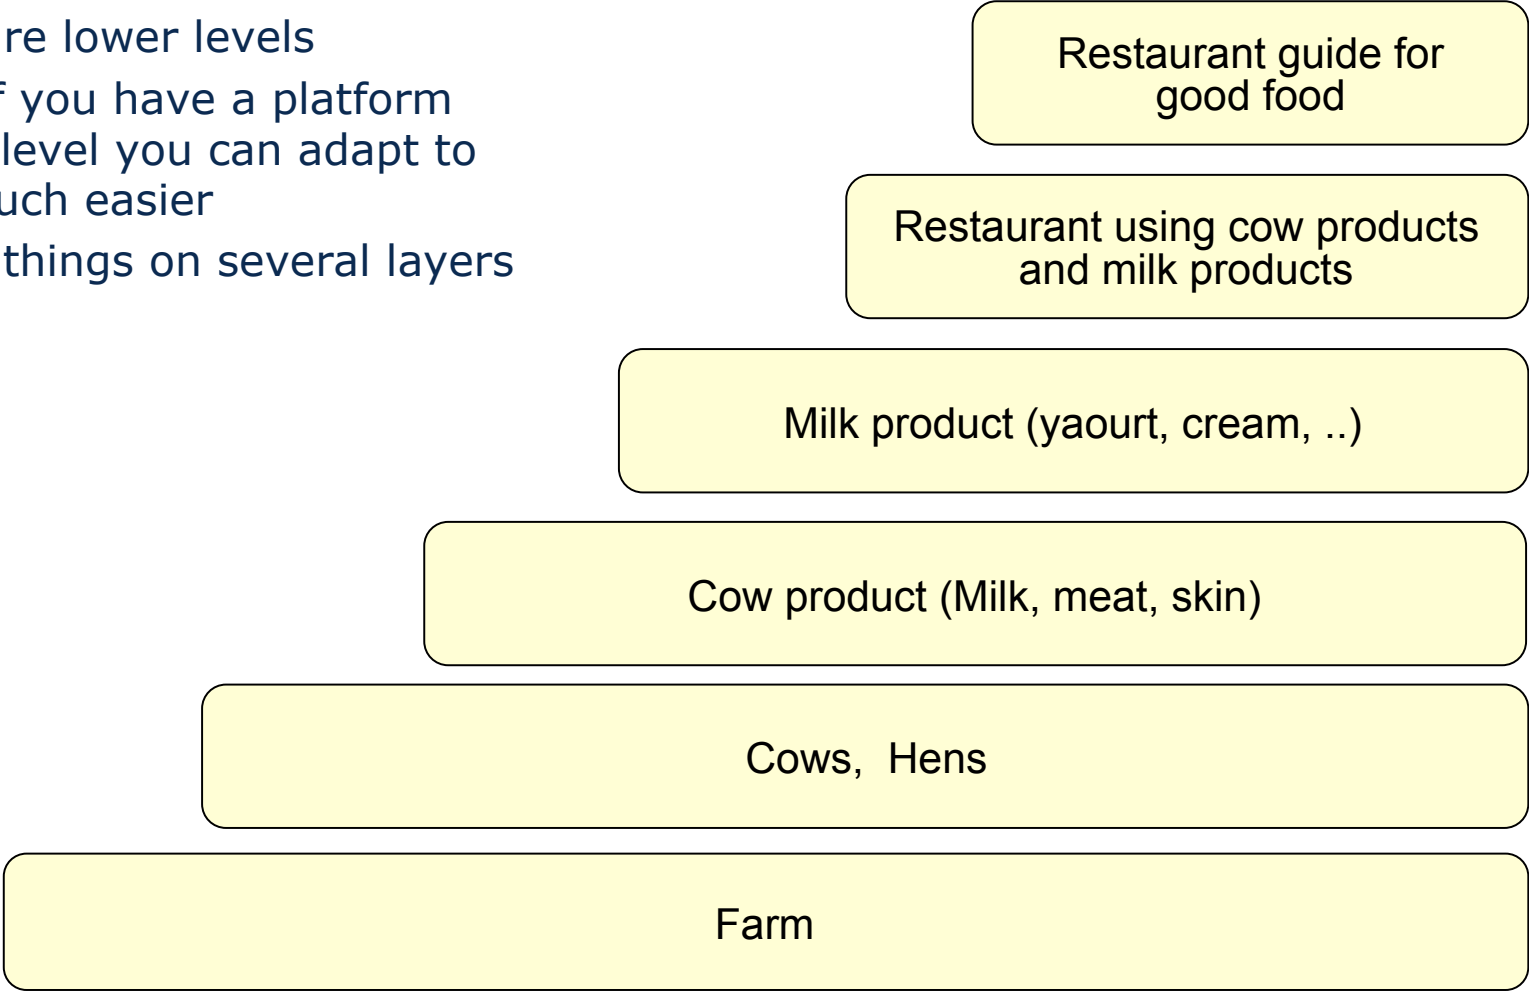 re lower levels
f you have a platform
level you can adapt to
uch easier
things on several layers
Restaurant guide for
good food
Restaurant using cow products
and milk products
Milk product (yaourt, cream, ..)
Cow product (Milk, meat, skin)
Cows,  Hens
Farm